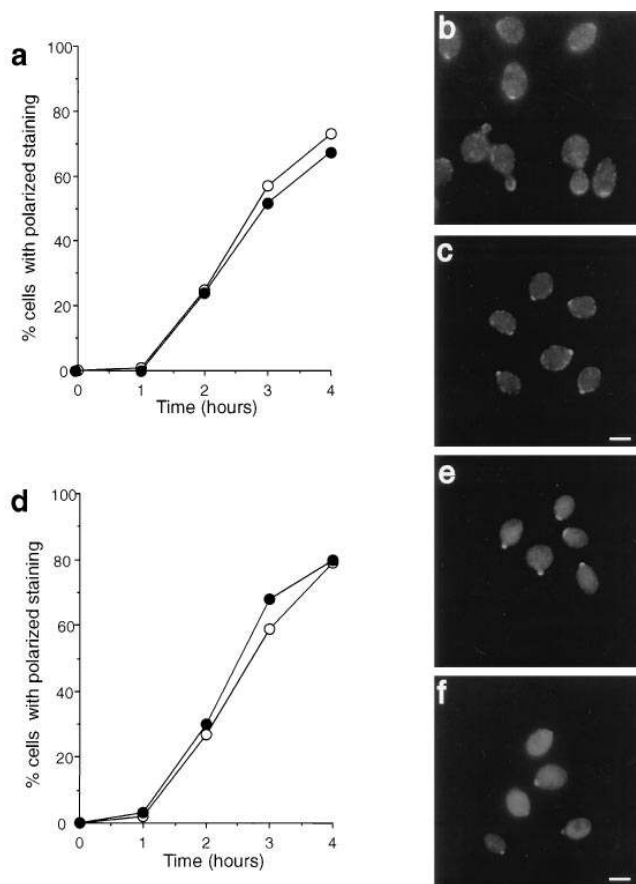 a
% cells with polarized staining
100
80
60
40
20
0
0 1 2 3 4
Time (hours)
b
c
d
% cells with polarized staining
100
80
60
40
20
0
0 1 2 3 4
Time (hours)
e
f